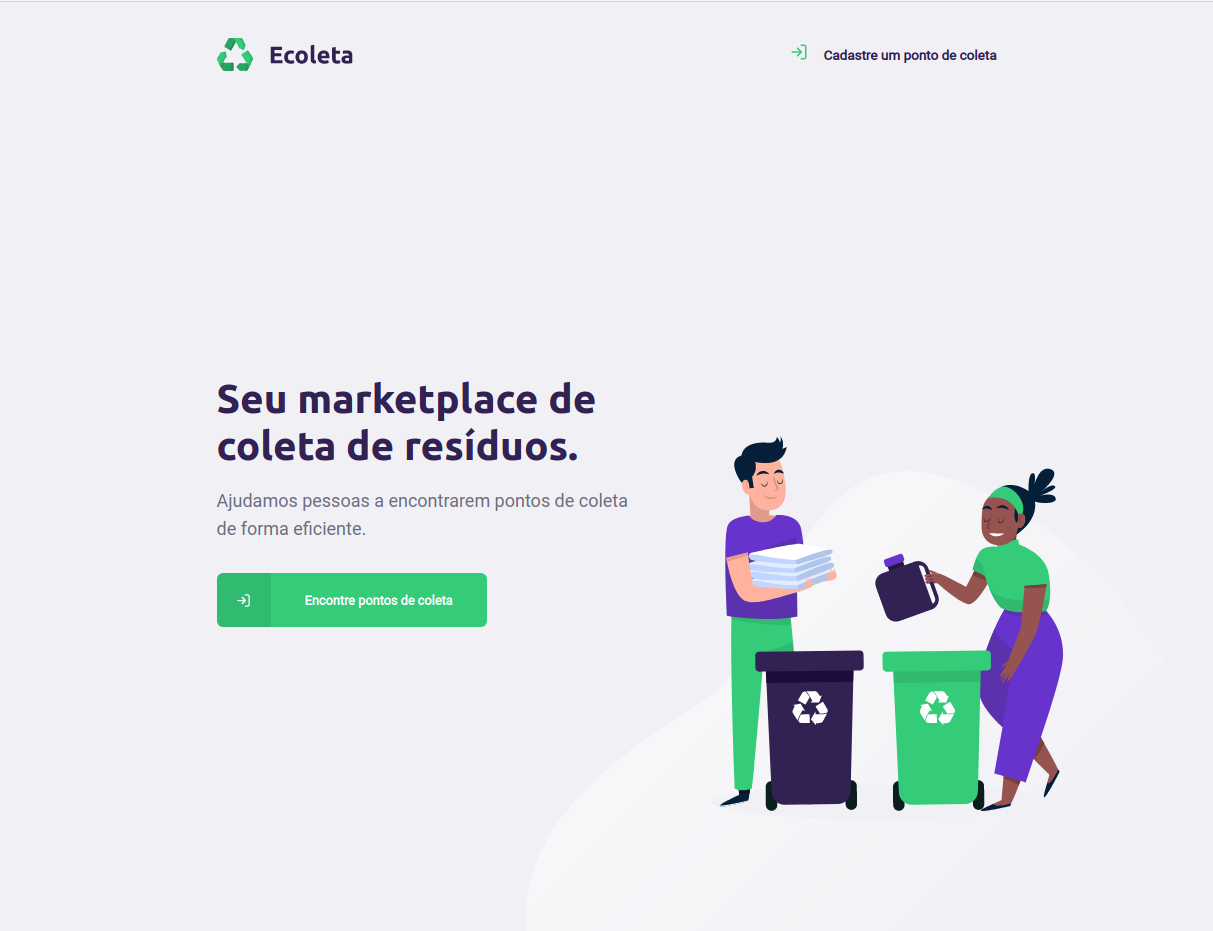 Ecoleta
Cadastre um ponto de coleta
Seu marketplace de
coleta de resíduos.
Ajudamos pessoas a encontrarem pontos de coleta
de forma eficiente.
Encontre pontos de coleta